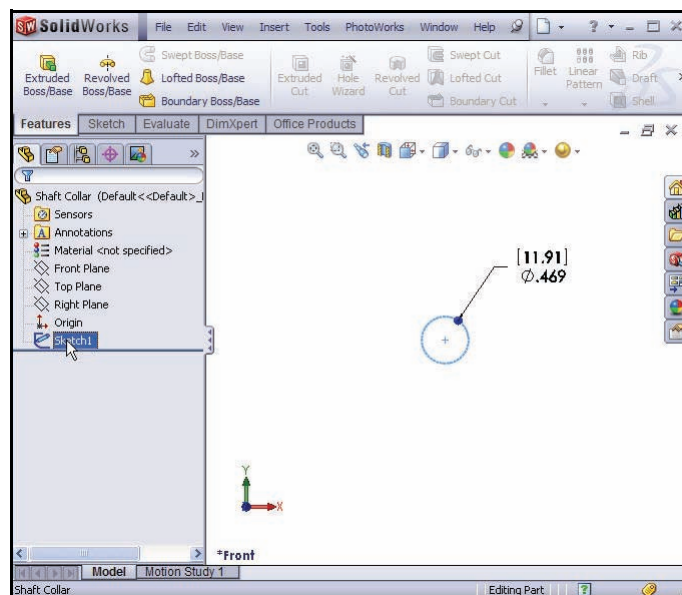 SolidWorks File Edit View Insert Tools PhotoWorks Window Help ?
Extruded Boss/Base
Revolved Boss/Base
Swept Boss/Base
Lofted Boss/Base
Boundary Boss/Base
Extruded Cut
Hole Wizard
Revolved Cut
Swept Cut
Lofted Cut
Boundary Cut
Fillet
Linear Pattern
Rib
Draft
Shell
Features Sketch Evaluate DimXpert Office Products
Shaft Collar (Default<<Default>_
Sensors
Annotations
Material <not specified>
Front Plane
Top Plane
Right Plane
Origin
Sketch1
[11.91]
Ø.469
Y
X
*Front
Model Motion Study 1
Shaft Collar Editing Part ?